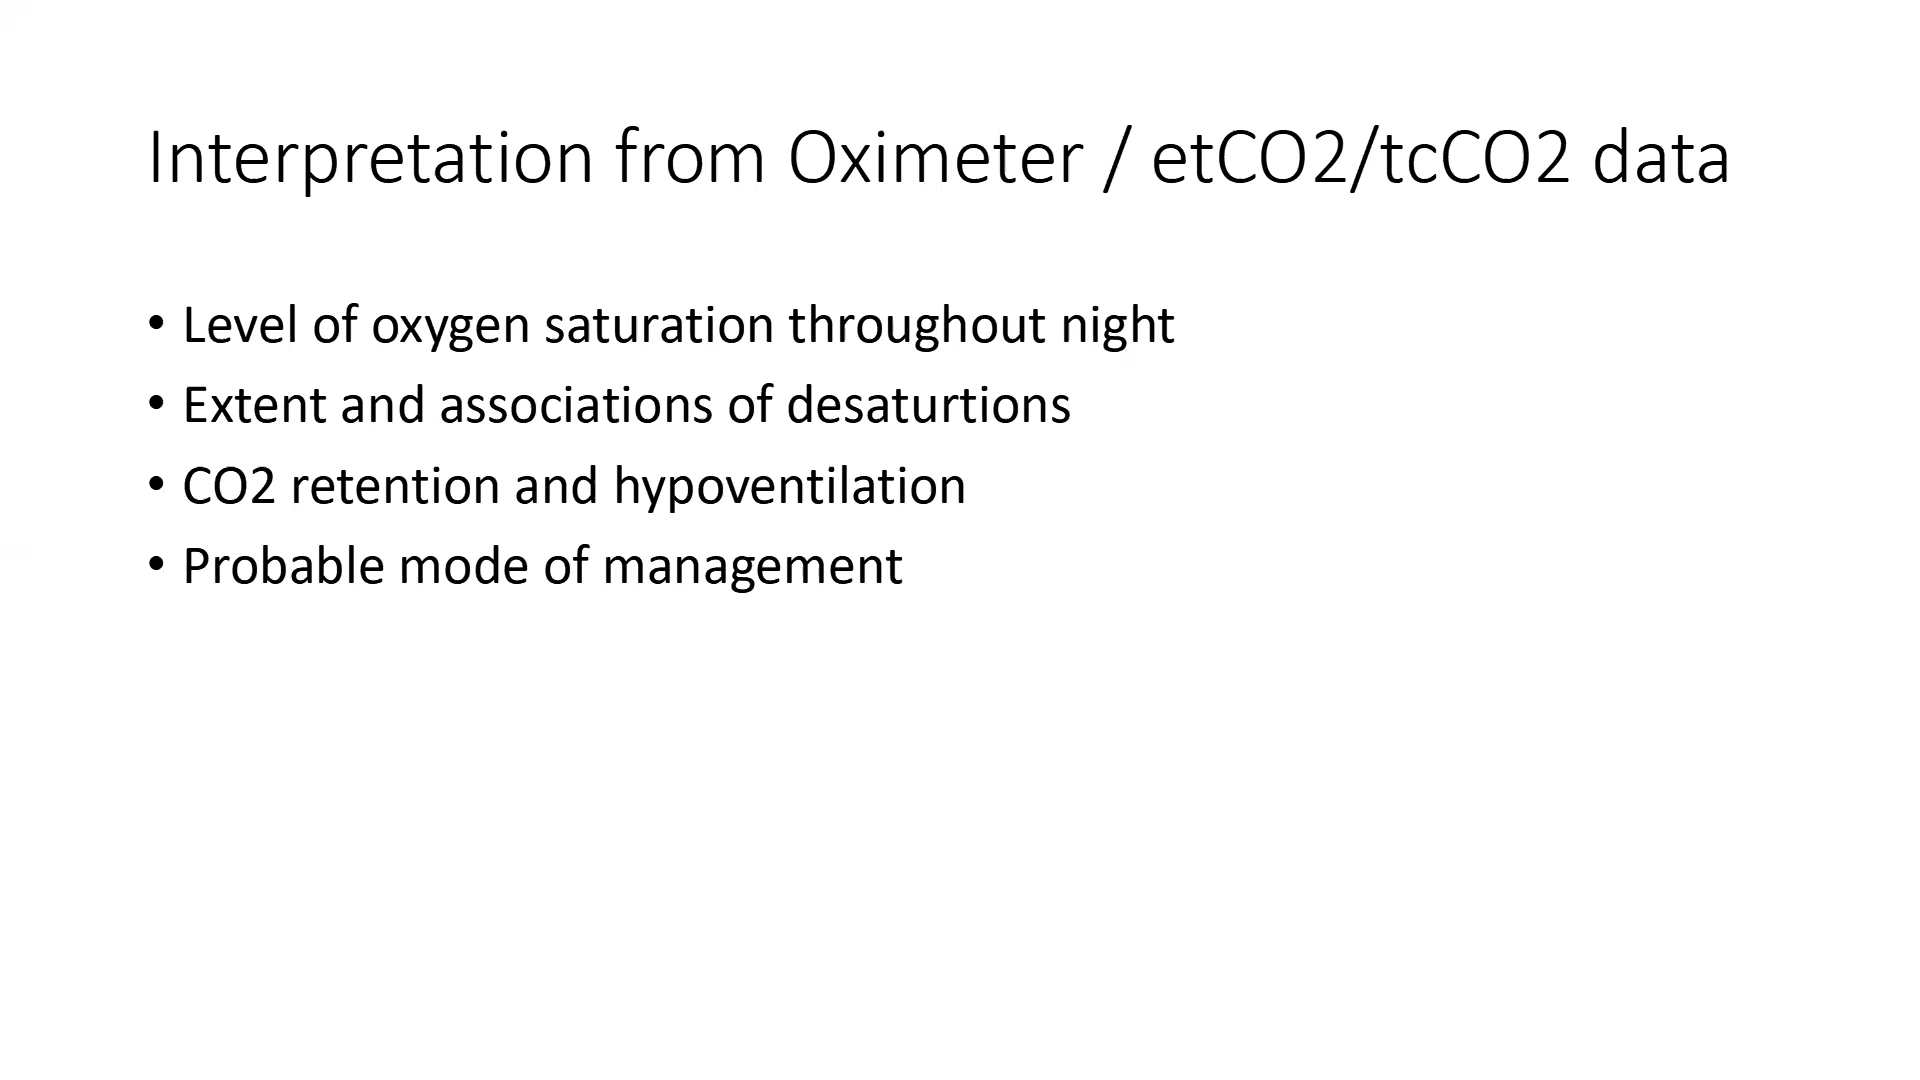 Interpretation from Oximeter / etCO2/tcCO2 data
• Level of oxygen saturation throughout night
• Extent and associations of desaturtions
• CO2 retention and hypoventilation
• Probable mode of management